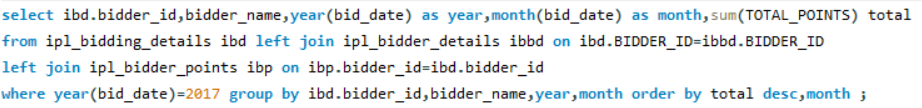 select ibd.bidder_id,bidder_name,year(bid_date) as year,month(bid_date) as month,sum(TOTAL_POINTS) total
from ipl_bidding_details ibd left join ipl_bidder_details ibbd on ibd.BIDDER_ID=ibbd.BIDDER_ID
left join ipl_bidder_points ibp on ibp.bidder_id=ibd.bidder_id
where year(bid_date)=2017 group by ibd.bidder_id,bidder_name,year,month order by total desc,month ;